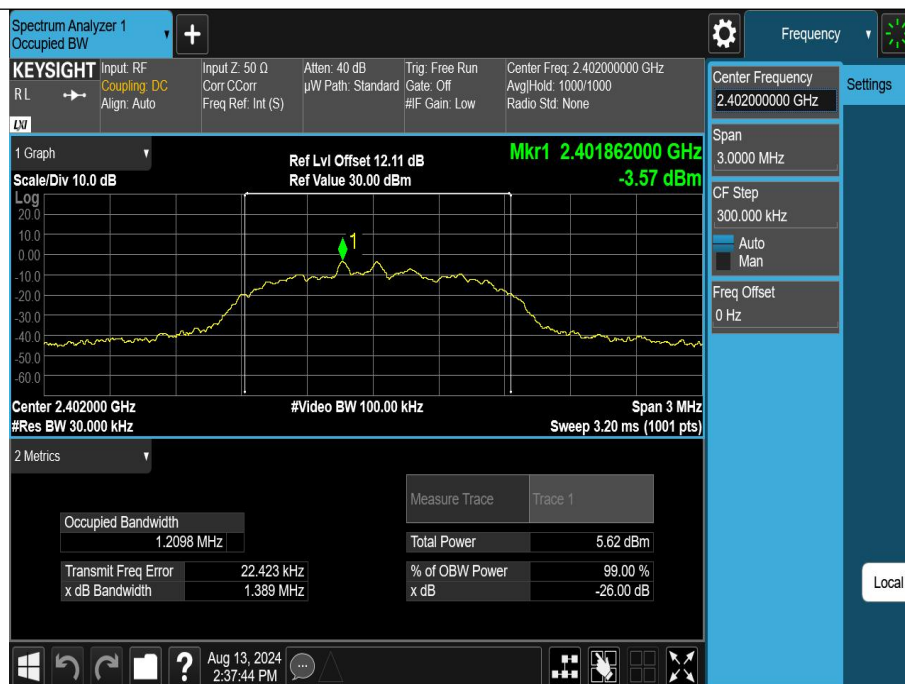 Spectrum Analyzer 1
Occupied BW
+
Frequency
KEYSIGHT
RL
LXI
Input: RF
Coupling: DC
Align: Auto
Input Z: 50 Ω
Corr CCorr
Freq Ref: Int (S)
Atten: 40 dB
µW Path: Standard
Trig: Free Run
Gate: Off
#IF Gain: Low
Center Freq: 2.402000000 GHz
Avg|Hold: 1000/1000
Radio Std: None
Center Frequency
2.402000000 GHz
Settings
Span
3.0000 MHz
CF Step
300.000 kHz
Auto
Man
Freq Offset
0 Hz
Local
1 Graph
Scale/Div 10.0 dB
Ref Lvl Offset 12.11 dB
Ref Value 30.00 dBm
Mkr1 2.401862000 GHz
-3.57 dBm
Log
20.0
10.0
0.00
-10.0
-20.0
-30.0
-40.0
-50.0
-60.0
1
Center 2.402000 GHz
#Res BW 30.000 kHz
#Video BW 100.00 kHz
Span 3 MHz
Sweep 3.20 ms (1001 pts)
2 Metrics
Measure Trace Trace 1
Occupied Bandwidth
1.2098 MHz
Total Power 5.62 dBm
Transmit Freq Error 22.423 kHz
% of OBW Power 99.00 %
x dB Bandwidth 1.389 MHz
x dB -26.00 dB
?
Aug 13, 2024
2:37:44 PM